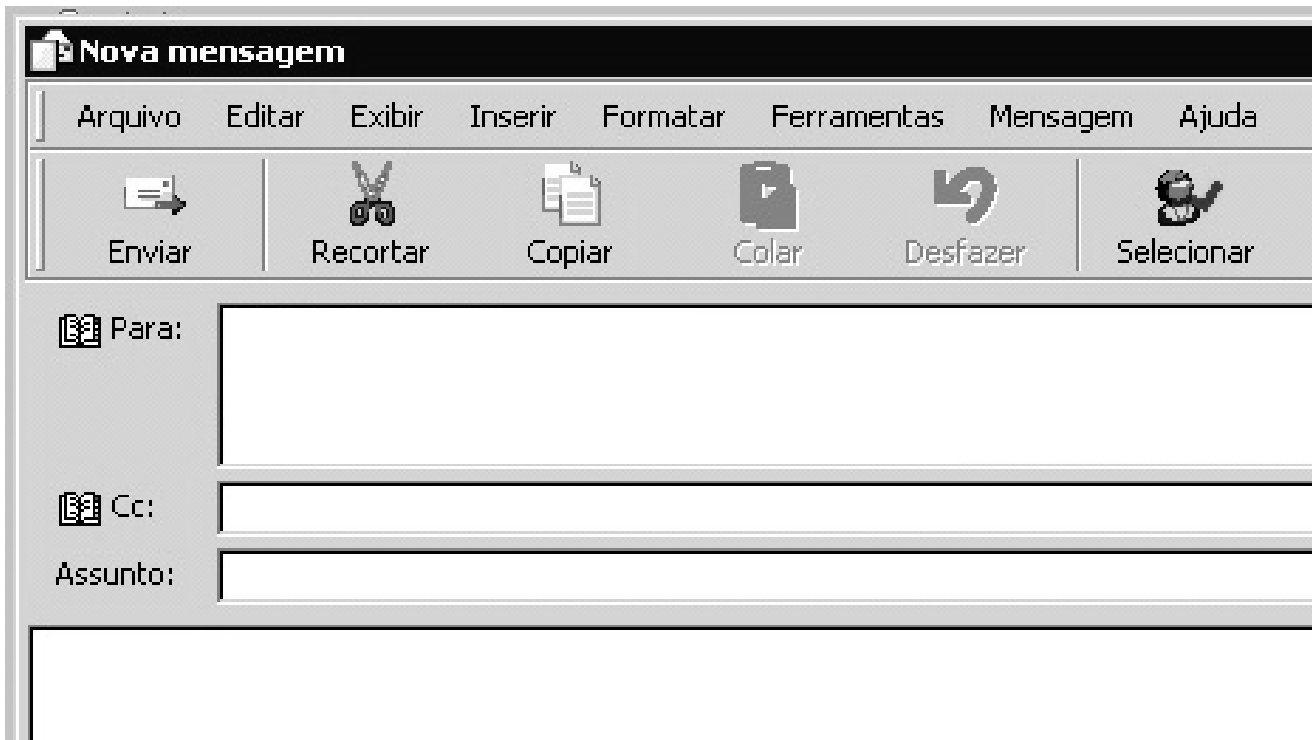 Nova mensagem
Arquivo Editar Exibir Inserir Formatar Ferramentas Mensagem Ajuda
Enviar Recortar Copiar Colar Desfazer Selecionar
Para:
Cc:
Assunto: